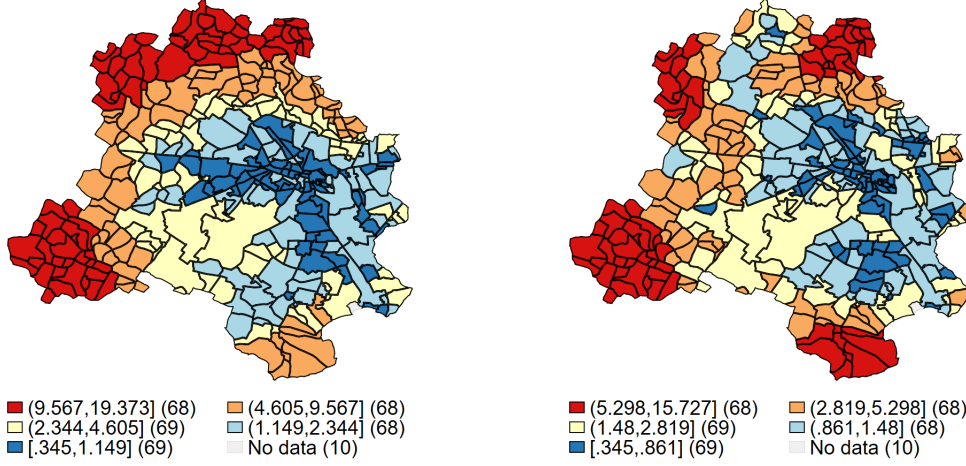 (9.567,19.373] (68) (4.605,9.567] (68)
(2.344,4.605] (69) (1.149,2.344] (68)
[.345,1.149] (69) No data (10)
(5.298,15.727] (68) (2.819,5.298] (68)
(1.48,2.819] (69) (.861,1.48] (68)
[.345,.861] (69) No data (10)